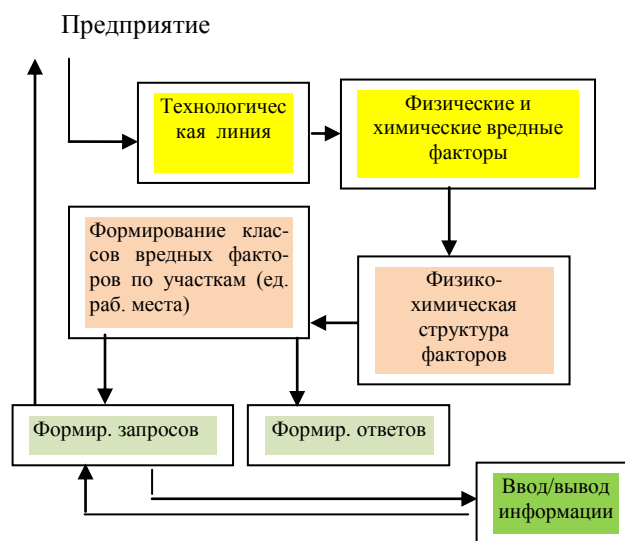 Предприятие
Технологичес
кая линия
Физические и
химические вредные
факторы
Формирование клас-
сов вредных факто-
ров по участкам (ед.
раб. места)
Физико-
химическая
структура
факторов
Формир. запросов
Формир. ответов
Ввод/вывод
информации